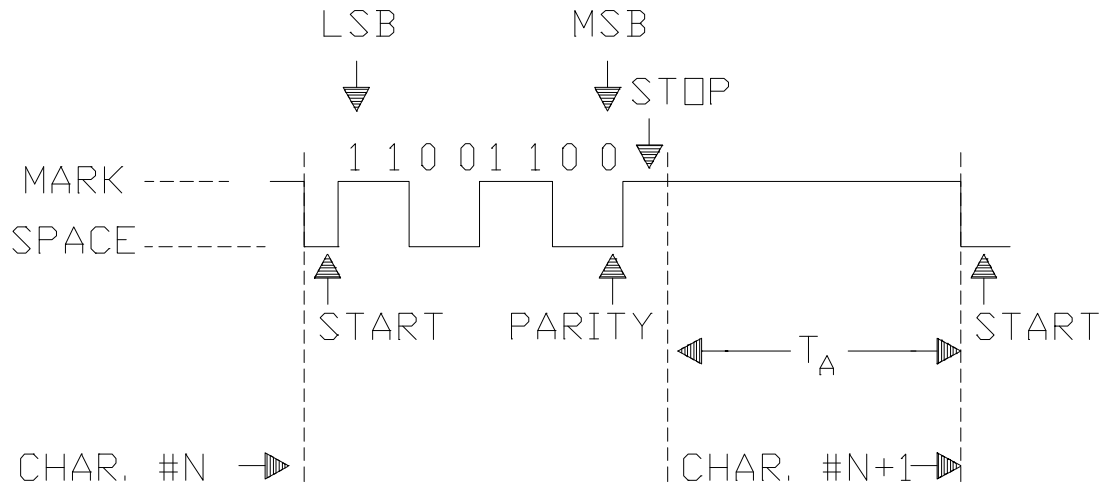 LSB MSB
STOP
1 1 0 0 1 1 0 0
MARK
SPACE
START PARITY START
TA
CHAR. #N CHAR. #N+1